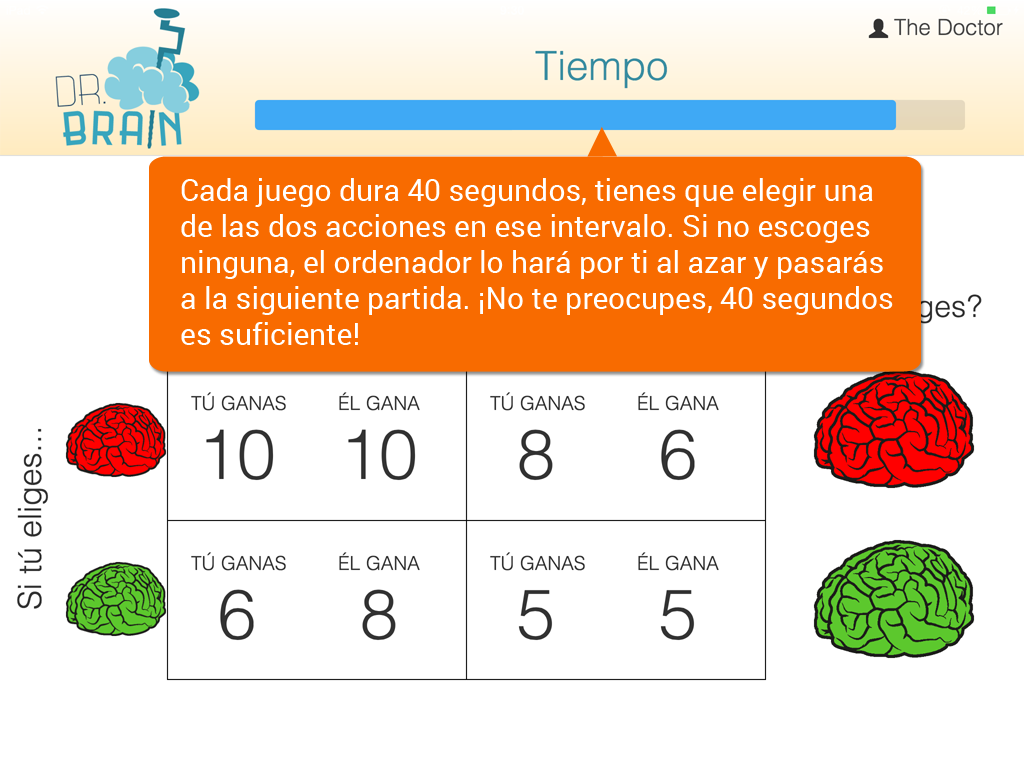 The Doctor
DR.
BRAIN
Tiempo
Cada juego dura 40 segundos, tienes que elegir una
de las dos acciones en ese intervalo. Si no escoges
ninguna, el ordenador lo hará por ti al azar y pasarás
a la siguiente partida. ¡No te preocupes, 40 segundos
es suficiente!
ges?
Si tú eliges...
TÚ GANAS ÉL GANA TÚ GANAS ÉL GANA
10 10 8 6
TÚ GANAS ÉL GANA TÚ GANAS ÉL GANA
6 8 5 5